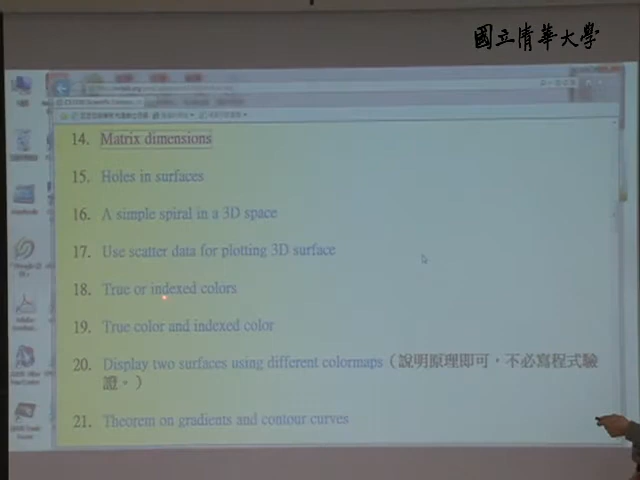 國立清華大學
14. Matrix dimensions
15. Holes in surfaces
16. A simple spiral in a 3D space
17. Use scatter data for plotting 3D surface
18. True or indexed colors
19. True color and indexed color
20. Display two surfaces using different colormaps（說明原理即可，不必寫程式驗
證。）
21. Theorem on gradients and contour curves